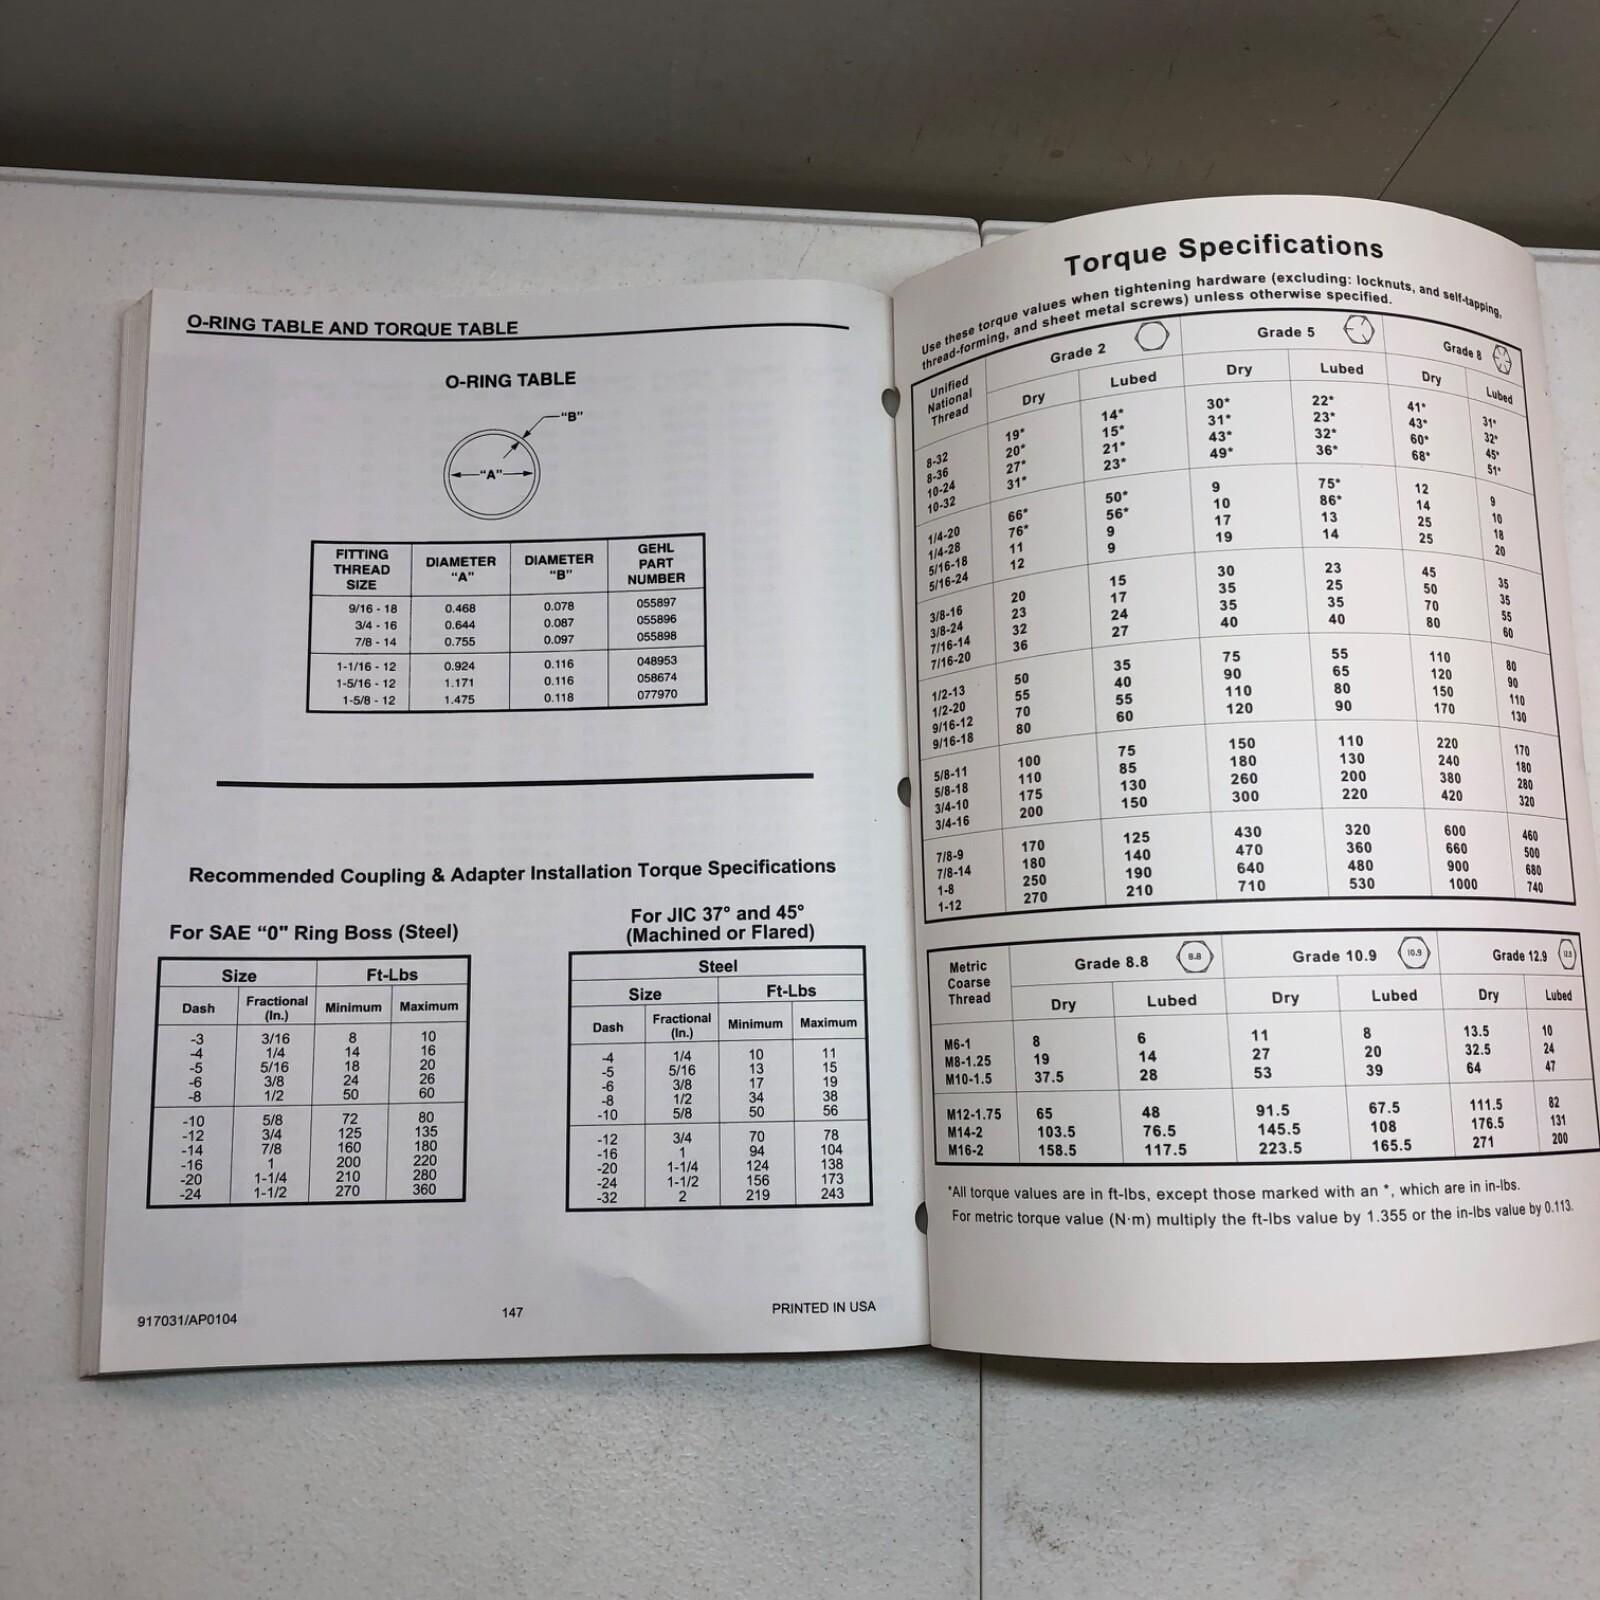 O-RING TABLE AND TORQUE TABLE
O-RING TABLE
"B"
"A"
FITTING THREAD SIZE DIAMETER "A" DIAMETER "B" GEHL PART NUMBER
9/16 - 18 0.468 0.078 055897
3/4 - 16 0.644 0.087 055896
7/8 - 14 0.755 0.097 055898
1-1/16 - 12 0.924 0.116 048953
1-5/16 - 12 1.171 0.116 058674
1-5/8 - 12 1.475 0.118 077970
Recommended Coupling & Adapter Installation Torque Specifications
For SAE "0" Ring Boss (Steel)
Size Ft-Lbs
Dash Fractional (In.) Minimum Maximum
-3 3/16 8 10
-4 1/4 14 16
-5 5/16 18 20
-6 3/8 24 26
-8 1/2 50 60
-10 5/8 72 80
-12 3/4 125 135
-14 7/8 160 180
-16 1 200 220
-20 1-1/4 210 280
-24 1-1/2 270 360
For JIC 37° and 45°
(Machined or Flared)
Steel
Size Ft-Lbs
Dash Fractional (In.) Minimum Maximum
-4 1/4 10 11
-5 5/16 13 15
-6 3/8 17 19
-8 1/2 34 38
-10 5/8 50 56
-12 3/4 70 78
-16 1 94 104
-20 1-1/4 124 138
-24 1-1/2 156 173
-32 2 219 243
917031/AP0104 147 PRINTED IN USA
Torque Specifications
Use these torque values when tightening hardware (excluding: locknuts, and self-tapping,
thread-forming, and sheet metal screws) unless otherwise specified.
Unified National Thread Grade 2 Grade 5 Grade 8
Dry Lubed Dry Lubed Dry Lubed
8-32 19* 14* 30* 22* 41* 31*
8-36 20* 15* 31* 23* 43* 32*
10-24 27* 21* 43* 32* 60* 45*
10-32 31* 23* 49* 36* 68* 51*
1/4-20 66* 50* 9 75* 12 9
1/4-28 76* 56* 10 86* 14 10
5/16-18 11 9 17 13 25 18
5/16-24 12 9 19 14 25 20
3/8-16 20 15 30 23 45 35
3/8-24 23 17 35 25 50 35
7/16-14 32 24 35 35 70 55
7/16-20 36 27 40 40 80 60
1/2-13 50 35 75 55 110 80
1/2-20 55 40 90 65 120 90
9/16-12 70 55 110 80 150 110
9/16-18 80 60 120 90 170 130
5/8-11 100 75 150 110 220 170
5/8-18 110 85 180 130 240 180
3/4-10 175 130 260 200 380 280
3/4-16 200 150 300 220 420 320
7/8-9 170 125 430 320 600 460
7/8-14 180 140 470 360 660 500
1-8 250 190 640 480 900 680
1-12 270 210 710 530 1000 740
Metric Coarse Thread Grade 8.8 8.8 Grade 10.9 10.9 Grade 12.9 12.9
Dry Lubed Dry Lubed Dry Lubed
M6-1 8 6 11 8 13.5 10
M8-1.25 19 14 27 20 32.5 24
M10-1.5 37.5 28 53 39 64 47
M12-1.75 65 48 91.5 67.5 111.5 82
M14-2 103.5 76.5 145.5 108 176.5 131
M16-2 158.5 117.5 223.5 165.5 271 200
*All torque values are in ft-lbs, except those marked with an *, which are in in-lbs.
For metric torque value (N·m) multiply the ft-lbs value by 1.355 or the in-lbs value by 0.113.